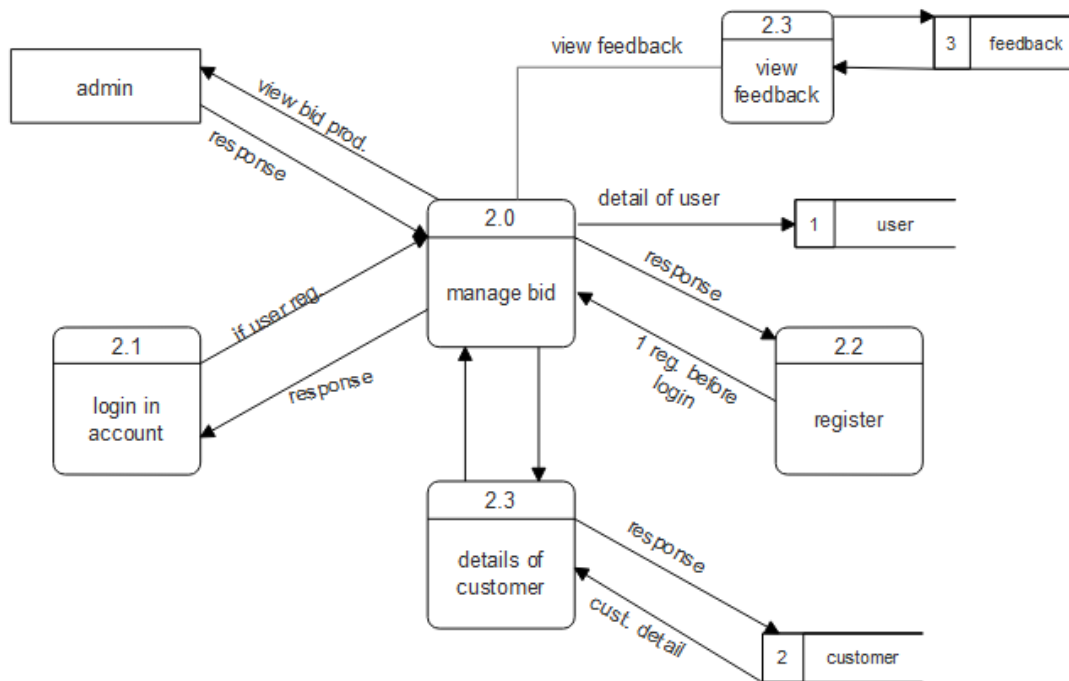 2.3
view
feedback
3
feedback
view feedback
admin
view bid prod.
response
detail of user
1
user
2.0
manage bid
response
if user reg.
1 reg. before
login
2.1
login in
account
response
2.2
register
2.3
details of
customer
response
cust. detail
2
customer